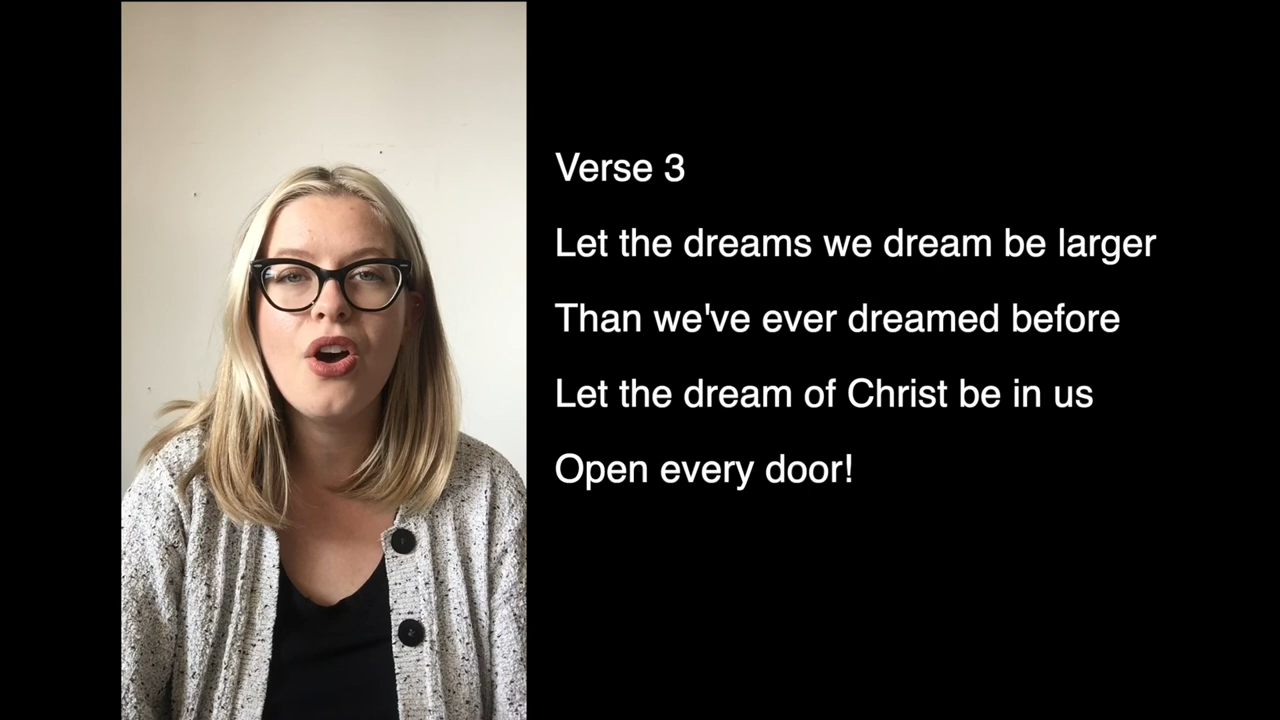 Verse 3
Let the dreams we dream be larger
Than we've ever dreamed before
Let the dream of Christ be in us
Open every door!